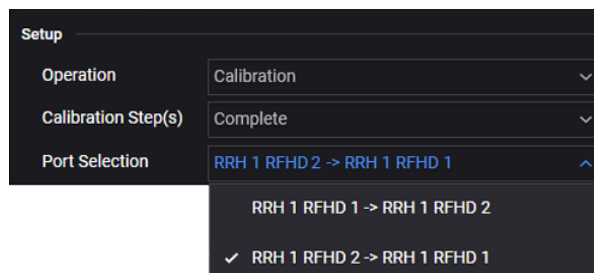 Setup
Operation Calibration
Calibration Step(s) Complete
Port Selection RRH 1 RFHD 2 -> RRH 1 RFHD 1
RRH 1 RFHD 1 -> RRH 1 RFHD 2
RRH 1 RFHD 2 -> RRH 1 RFHD 1